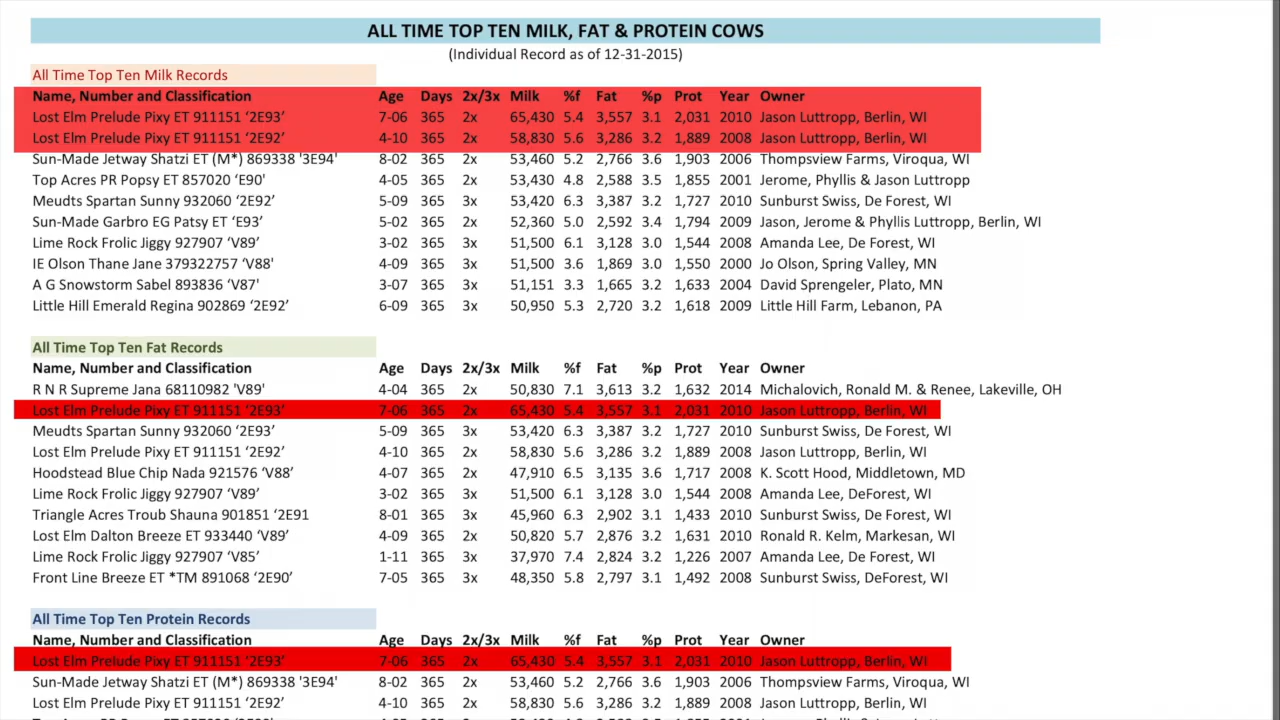 ALL TIME TOP TEN MILK, FAT & PROTEIN COWS
(Individual Record as of 12-31-2015)
All Time Top Ten Milk Records
Name, Number and Classification Age Days 2x/3x Milk %f Fat %p Prot Year Owner
Lost Elm Prelude Pixy ET 911151 ‘2E93’ 7-06 365 2x 65,430 5.4 3,557 3.1 2,031 2010 Jason Luttropp, Berlin, WI
Lost Elm Prelude Pixy ET 911151 ‘2E92’ 4-10 365 2x 58,830 5.6 3,286 3.2 1,889 2008 Jason Luttropp, Berlin, WI
Sun-Made Jetway Shatzi ET (M*) 869338 '3E94' 8-02 365 2x 53,460 5.2 2,766 3.6 1,903 2006 Thompsview Farms, Viroqua, WI
Top Acres PR Popsy ET 857020 ‘E90' 4-05 365 2x 53,430 4.8 2,588 3.5 1,855 2001 Jerome, Phyllis & Jason Luttropp
Meudts Spartan Sunny 932060 ‘2E92’ 5-09 365 3x 53,420 6.3 3,387 3.2 1,727 2010 Sunburst Swiss, De Forest, WI
Sun-Made Garbro EG Patsy ET ‘E93’ 5-02 365 2x 52,360 5.0 2,592 3.4 1,794 2009 Jason, Jerome & Phyllis Luttropp, Berlin, WI
Lime Rock Frolic Jiggy 927907 ‘V89’ 3-02 365 3x 51,500 6.1 3,128 3.0 1,544 2008 Amanda Lee, De Forest, WI
IE Olson Thane Jane 379322757 ‘V88' 4-09 365 3x 51,500 3.6 1,869 3.0 1,550 2000 Jo Olson, Spring Valley, MN
A G Snowstorm Sabel 893836 ‘V87' 3-07 365 3x 51,151 3.3 1,665 3.2 1,633 2004 David Sprengeler, Plato, MN
Little Hill Emerald Regina 902869 ‘2E92’ 6-09 365 3x 50,950 5.3 2,720 3.2 1,618 2009 Little Hill Farm, Lebanon, PA
All Time Top Ten Fat Records
Name, Number and Classification Age Days 2x/3x Milk %f Fat %p Prot Year Owner
R N R Supreme Jana 68110982 'V89' 4-04 365 2x 50,830 7.1 3,613 3.2 1,632 2014 Michalovich, Ronald M. & Renee, Lakeville, OH
Lost Elm Prelude Pixy ET 911151 ‘2E93’ 7-06 365 2x 65,430 5.4 3,557 3.1 2,031 2010 Jason Luttropp, Berlin, WI
Meudts Spartan Sunny 932060 ‘2E93’ 5-09 365 3x 53,420 6.3 3,387 3.2 1,727 2010 Sunburst Swiss, De Forest, WI
Lost Elm Prelude Pixy ET 911151 ‘2E92’ 4-10 365 2x 58,830 5.6 3,286 3.2 1,889 2008 Jason Luttropp, Berlin, WI
Hoodstead Blue Chip Nada 921576 ‘V88’ 4-07 365 2x 47,910 6.5 3,135 3.6 1,717 2008 K. Scott Hood, Middletown, MD
Lime Rock Frolic Jiggy 927907 ‘V89’ 3-02 365 3x 51,500 6.1 3,128 3.0 1,544 2008 Amanda Lee, DeForest, WI
Triangle Acres Troub Shauna 901851 ‘2E91 8-01 365 3x 45,960 6.3 2,902 3.1 1,433 2010 Sunburst Swiss, De Forest, WI
Lost Elm Dalton Breeze ET 933440 ‘V89’ 4-09 365 2x 50,820 5.7 2,876 3.2 1,631 2010 Ronald R. Kelm, Markesan, WI
Lime Rock Frolic Jiggy 927907 ‘V85’ 1-11 365 3x 37,970 7.4 2,824 3.2 1,226 2007 Amanda Lee, De Forest, WI
Front Line Breeze ET *TM 891068 ‘2E90’ 7-05 365 3x 48,350 5.8 2,797 3.1 1,492 2008 Sunburst Swiss, DeForest, WI
All Time Top Ten Protein Records
Name, Number and Classification Age Days 2x/3x Milk %f Fat %p Prot Year Owner
Lost Elm Prelude Pixy ET 911151 ‘2E93’ 7-06 365 2x 65,430 5.4 3,557 3.1 2,031 2010 Jason Luttropp, Berlin, WI
Sun-Made Jetway Shatzi ET (M*) 869338 '3E94' 8-02 365 2x 53,460 5.2 2,766 3.6 1,903 2006 Thompsview Farms, Viroqua, WI
Lost Elm Prelude Pixy ET 911151 ‘2E92’ 4-10 365 2x 58,830 5.6 3,286 3.2 1,889 2008 Jason Luttropp, Berlin, WI